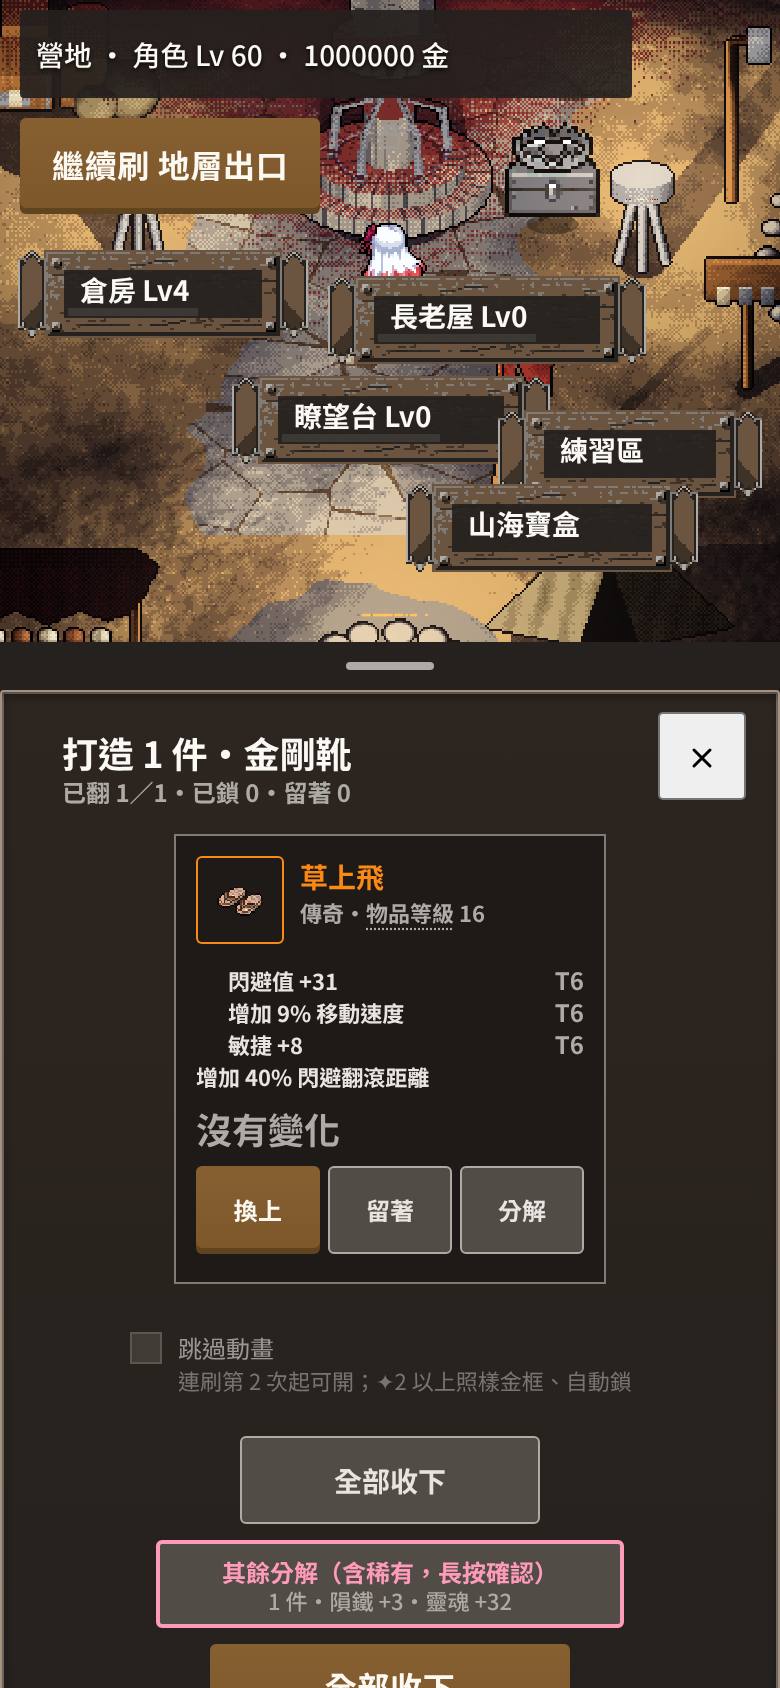 營地 • 角色 Lv 60 • 1000000 金
繼續刷 地層出口
倉房 Lv4
長老屋 Lv0
瞭望台 Lv0
練習區
山海寶盒
打造 1 件・金剛靴
已翻 1／1・已鎖 0・留著 0
草上飛
傳奇・物品等級 16
閃避值 +31 T6
增加 9% 移動速度 T6
敏捷 +8 T6
增加 40% 閃避翻滾距離
沒有變化
換上 留著 分解
跳過動畫
連刷第 2 次起可開；✦2 以上照樣金框、自動鎖
全部收下
其餘分解（含稀有，長按確認）
1 件・隕鐵 +3・靈魂 +32
全部收下